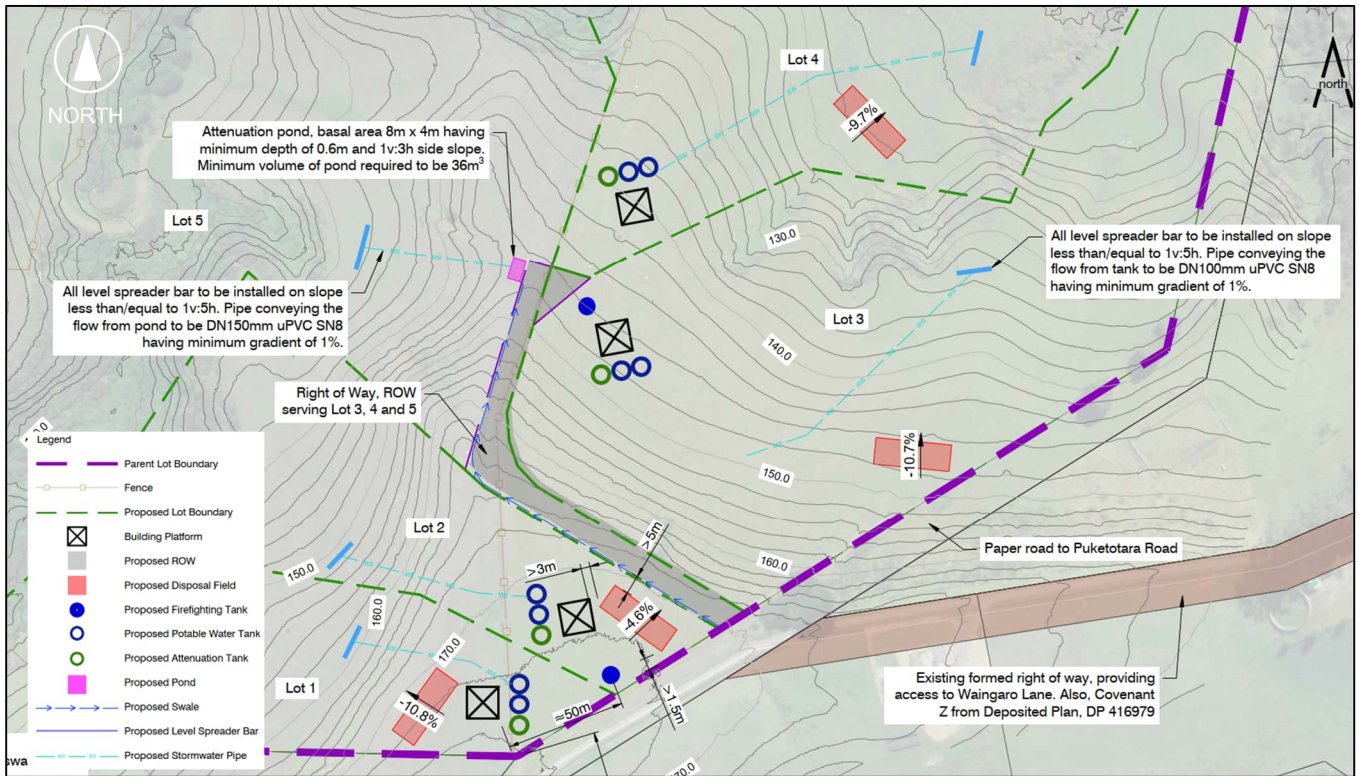 NORTH
north
Lot 4
-9.7%
Attenuation pond, basal area 8m x 4m having
minimum depth of 0.6m and 1v:3h side slope.
Minimum volume of pond required to be 36m³
Lot 5
130.0
All level spreader bar to be installed on slope
less than/equal to 1v:5h. Pipe conveying the
flow from tank to be DN100mm uPVC SN8
having minimum gradient of 1%.
All level spreader bar to be installed on slope
less than/equal to 1v:5h. Pipe conveying the
flow from pond to be DN150mm uPVC SN8
having minimum gradient of 1%.
Lot 3
140.0
Right of Way, ROW
serving Lot 3, 4 and 5
-10.7%
150.0
Legend
Parent Lot Boundary
Fence
Proposed Lot Boundary
Building Platform
Proposed ROW
Proposed Disposal Field
Proposed Firefighting Tank
Proposed Potable Water Tank
Proposed Attenuation Tank
Proposed Pond
Proposed Swale
Proposed Level Spreader Bar
SW SW Proposed Stormwater Pipe
Lot 2
>5m
Paper road to Puketotara Road
160.0
>3m
150.0
160.0
-4.6%
170.0
Lot 1
-10.8%
≈50m
>1.5m
Existing formed right of way, providing
access to Waingaro Lane. Also, Covenant
Z from Deposited Plan, DP 416979
swa